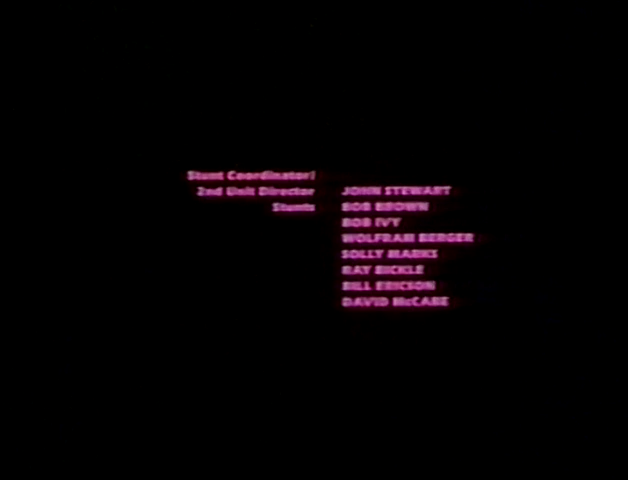 Stunt Coordinator/
2nd Unit Director JOHN STEWART
Stunts BOB BROWN
BOB IVY
WOLFRAM BERGER
SOLLY MARKS
RAY BICKLE
BILL ERICSON
DAVID McCABE